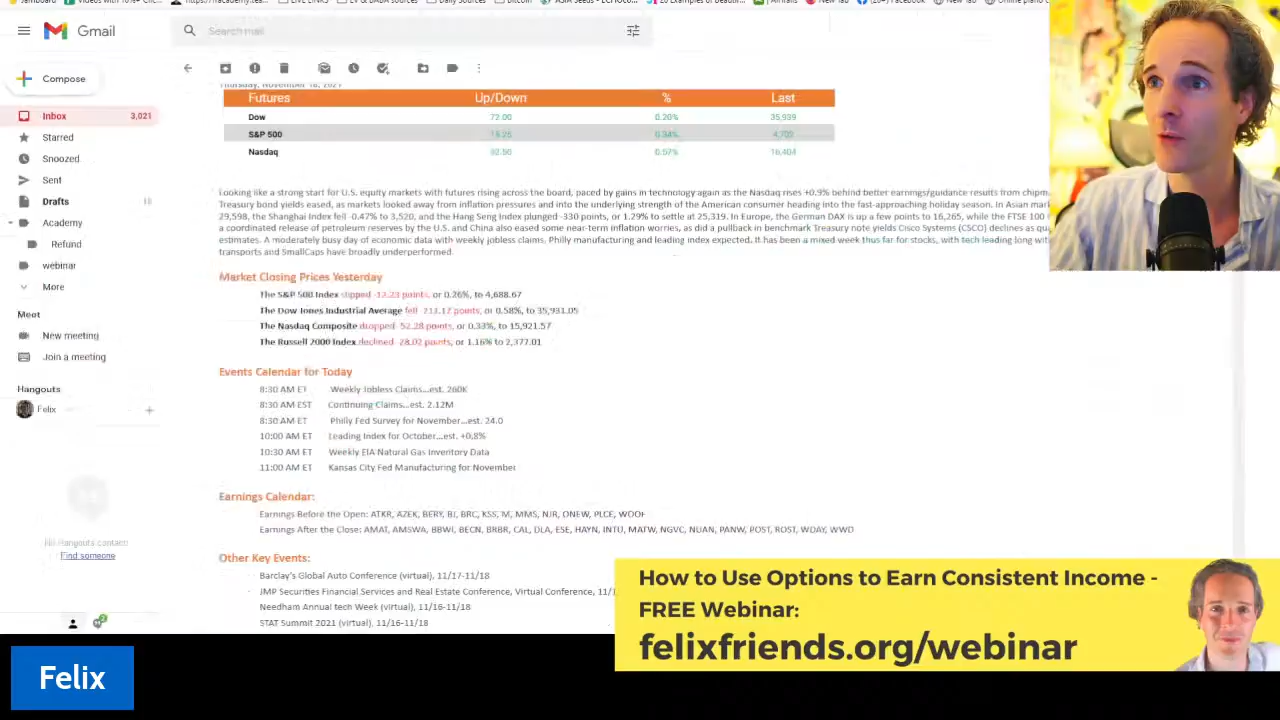 Gmail
Search mail
Compose
Inbox 3,021
Starred
Snoozed
Sent
Drafts 18
Academy
Refund
webinar
More
Meet
New meeting
Join a meeting
Hangouts
Felix
No Hangouts contacts
Find someone
Thursday, November 18, 2021
Futures Up/Down % Last
Dow 72.00 0.20% 35,939
S&P 500 0.34% 4,702
Nasdaq 0.57% 16,404
Looking like a strong start for U.S. equity markets with futures rising across the board, paced by gains in technology again as the Nasdaq rises +0.9% behind better earnings/guidance results from chipm
Treasury bond yields eased, as markets looked away from inflation pressures and into the underlying strength of the American consumer heading into the fast-approaching holiday season. In Asian mar
29,598, the Shanghai Index fell -0.47% to 3,520, and the Hang Seng Index plunged -330 points, or 1.29% to settle at 25,319. In Europe, the German DAX is up a few points to 16,265, while the FTSE 100
a coordinated release of petroleum reserves by the U.S. and China also eased some near-term inflation worries, as did a pullback in benchmark Treasury note yields Cisco Systems (CSCO) declines as qu
estimates. A moderately busy day of economic data with weekly jobless claims, Philly manufacturing and leading index expected. It has been a mixed week thus far for stocks, with tech leading long wit
transports and SmallCaps have broadly underperformed.
Market Closing Prices Yesterday
The S&P 500 Index slipped -12.23 points, or 0.26%, to 4,688.67
The Dow Jones Industrial Average fell -211.17 points, or 0.58%, to 35,931.05
The Nasdaq Composite dropped -52.28 points, or 0.33%, to 15,921.57
The Russell 2000 Index declined -28.02 points, or 1.16% to 2,377.01
Events Calendar for Today
8:30 AM ET Weekly Jobless Claims...est. 260K
8:30 AM EST Continuing Claims...est. 2.12M
8:30 AM ET Philly Fed Survey for November...est. 24.0
10:00 AM ET Leading Index for October...est. +0.8%
10:30 AM ET Weekly EIA Natural Gas Inventory Data
11:00 AM ET Kansas City Fed Manufacturing for November
Earnings Calendar:
Earnings Before the Open: ATKR, AZEK, BERY, BJ, BRC, KSS, M, MMS, NJR, ONEW, PLCE, WOOF
Earnings After the Close: AMAT, AMSWA, BBWI, BECN, BRBR, CAL, DLA, ESE, HAYN, INTU, MATW, NGVC, NUAN, PANW, POST, ROST, WDAY, WWD
Other Key Events:
Barclay's Global Auto Conference (virtual), 11/17-11/18
JMP Securities Financial Services and Real Estate Conference, Virtual Conference, 11/
Needham Annual tech Week (virtual), 11/16-11/18
STAT Summit 2021 (virtual), 11/16-11/18
How to Use Options to Earn Consistent Income -
FREE Webinar:
felixfriends.org/webinar
Felix